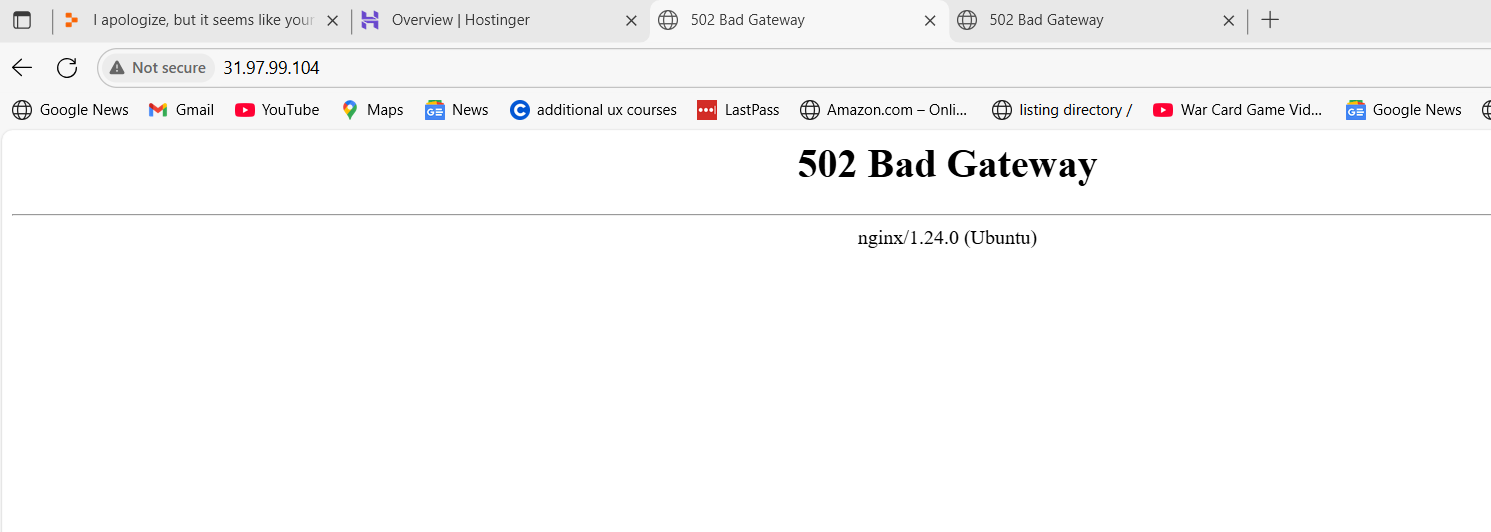 I apologize, but it seems like your
Overview | Hostinger
502 Bad Gateway
502 Bad Gateway
Not secure
31.97.99.104
Google News
Gmail
YouTube
Maps
GE News
C additional ux courses
LastPass
Amazon.com – Onli...
listing directory /
War Card Game Vid...
GE Google News
502 Bad Gateway
nginx/1.24.0 (Ubuntu)